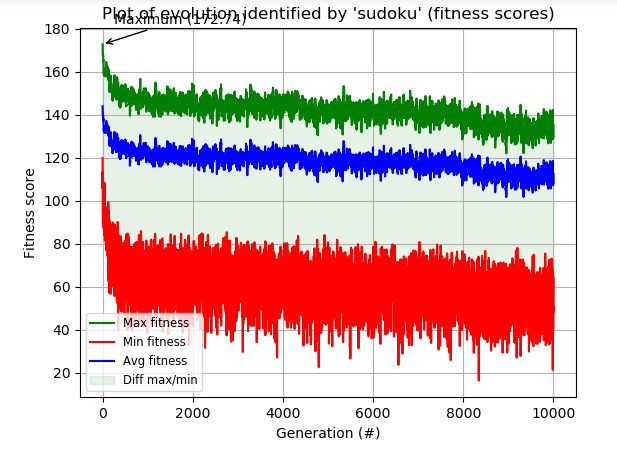 Plot of evolution identified by 'sudoku' (fitness scores)
Maximum (172.74)
180
160
140
120
100
80
60
40
20
Fitness score
Max fitness
Min fitness
Avg fitness
Diff max/min
0 2000 4000 6000 8000 10000
Generation (#)